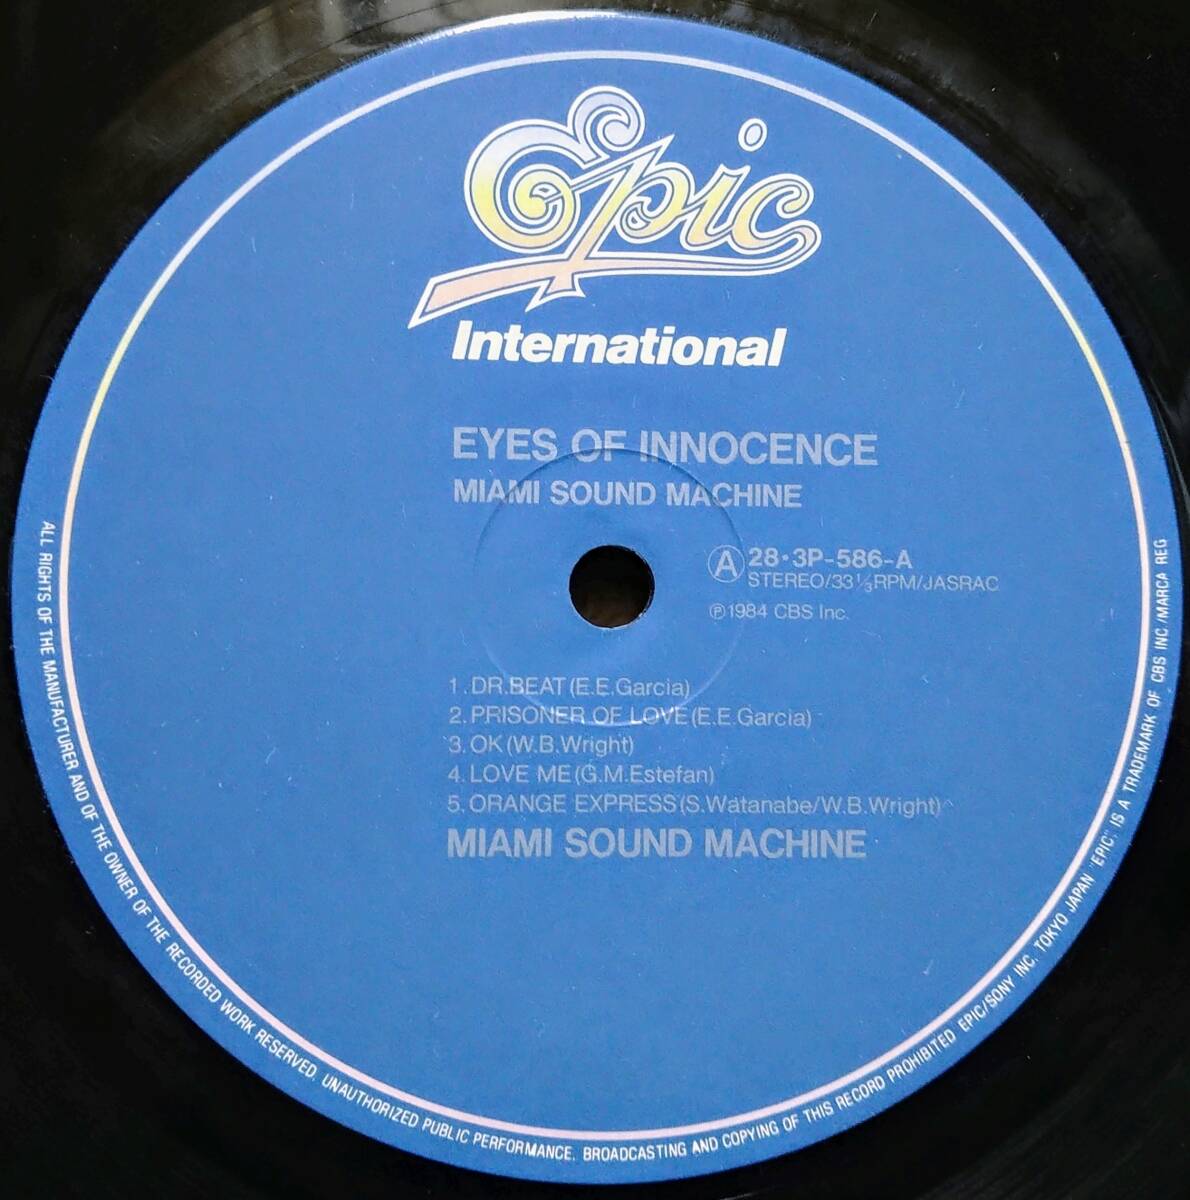 Epic
International
EYES OF INNOCENCE
MIAMI SOUND MACHINE
A 28・3P-586-A
STEREO/33 1/3 RPM/JASRAC
℗1984 CBS Inc.
1. DR.BEAT (E.E.Garcia)
2. PRISONER OF LOVE (E.E.Garcia)
3. OK (W.B.Wright)
4. LOVE ME (G.M.Estefan)
5. ORANGE EXPRESS (S.Watanabe/W.B.Wright)
MIAMI SOUND MACHINE
ALL RIGHTS OF THE MANUFACTURER AND OF THE OWNER OF THE RECORDED WORK RESERVED. UNAUTHORIZED PUBLIC PERFORMANCE. BROADCASTING AND COPYING OF THIS RECORD PROHIBITED EPIC/SONY INC. TOKYO JAPAN "EPIC", IS A TRADEMARK OF CBS INC./MARCA REG